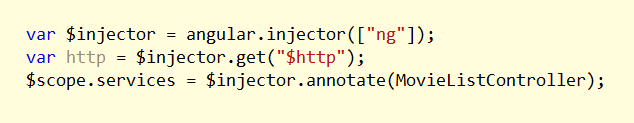 var $injector = angular.injector(["ng"]);
var http = $injector.get("$http");
$scope.services = $injector.annotate(MovieListController);